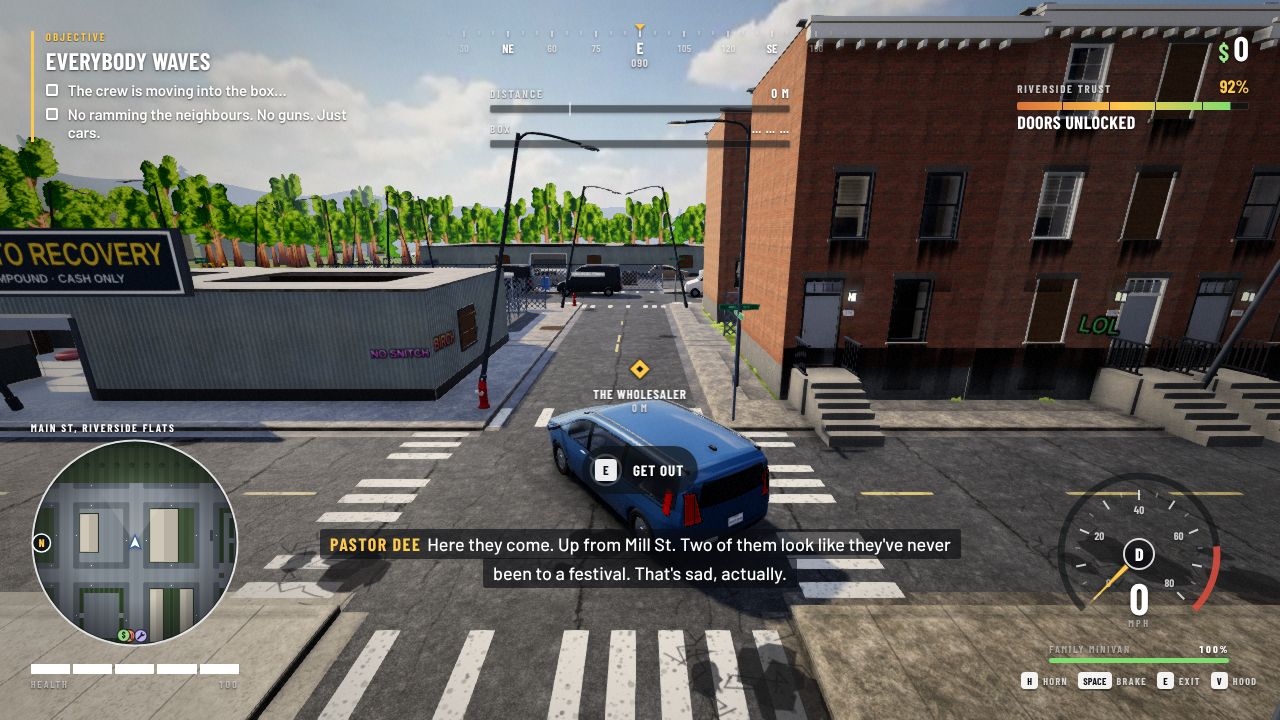 OBJECTIVE
EVERYBODY WAVES
The crew is moving into the box...
No ramming the neighbours. No guns. Just
cars.
30 NE 60 75 E 105 120 SE 150
090
DISTANCE 0 M
BOX ... ... ...
$ 0
RIVERSIDE TRUST 92%
DOORS UNLOCKED
TO RECOVERY
MPOUND · CASH ONLY
NO SNITCH
LOL
THE WHOLESALER
0 M
E GET OUT
MAIN ST, RIVERSIDE FLATS
N
$
PASTOR DEE Here they come. Up from Mill St. Two of them look like they've never
been to a festival. That's sad, actually.
0 20 40 60 80
D
0
MPH
FAMILY MINIVAN 100%
HEALTH 100
H HORN SPACE BRAKE E EXIT V HOOD